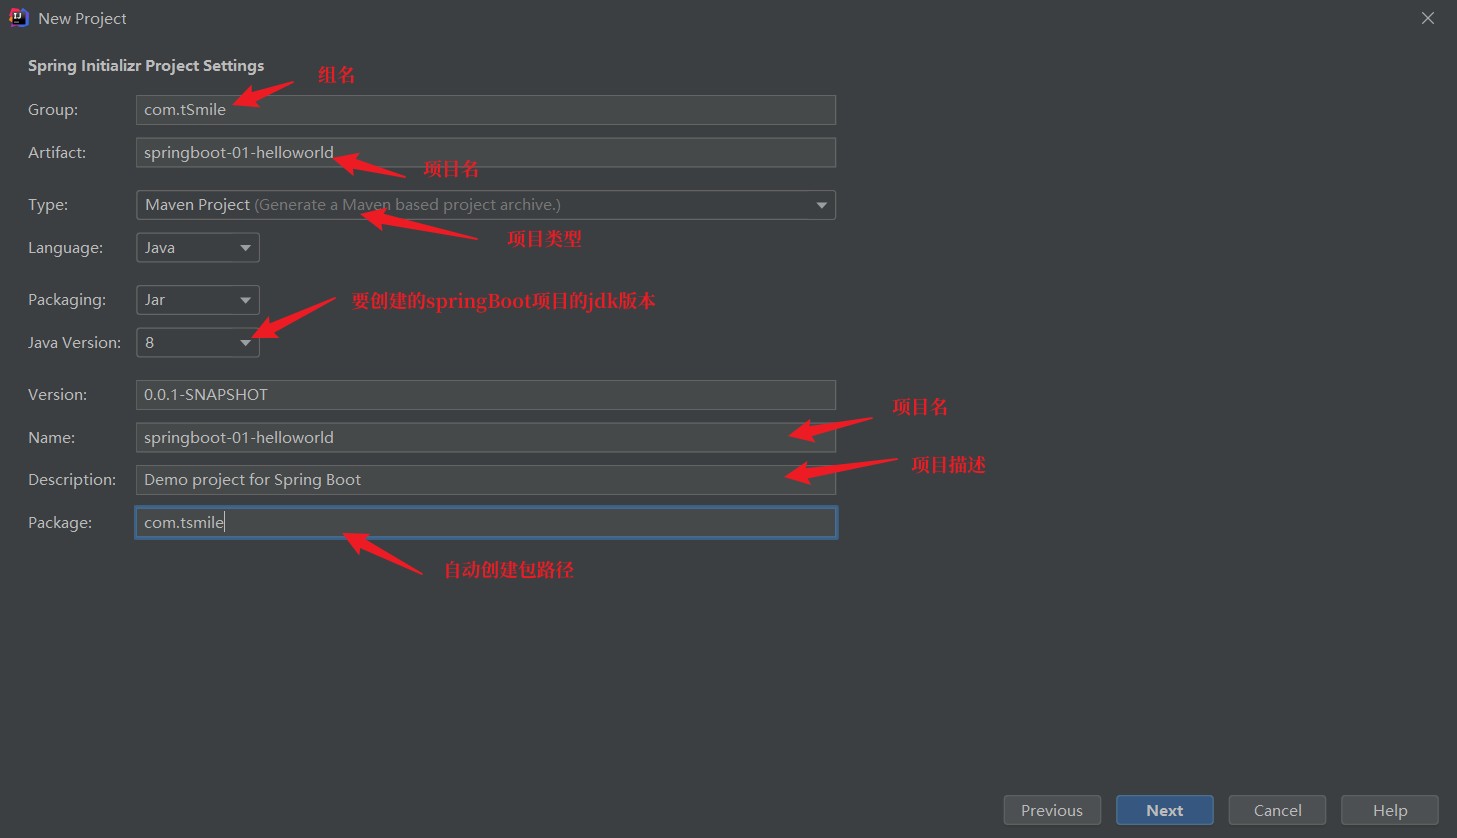 New Project
Spring Initializr Project Settings
组名
Group: com.tSmile
Artifact: springboot-01-helloworld
项目名
Type: Maven Project (Generate a Maven based project archive.)
项目类型
Language: Java
Packaging: Jar
要创建的springBoot项目的jdk版本
Java Version: 8
Version: 0.0.1-SNAPSHOT
项目名
Name: springboot-01-helloworld
项目描述
Description: Demo project for Spring Boot
Package: com.tsmile
自动创建包路径
Previous Next Cancel Help